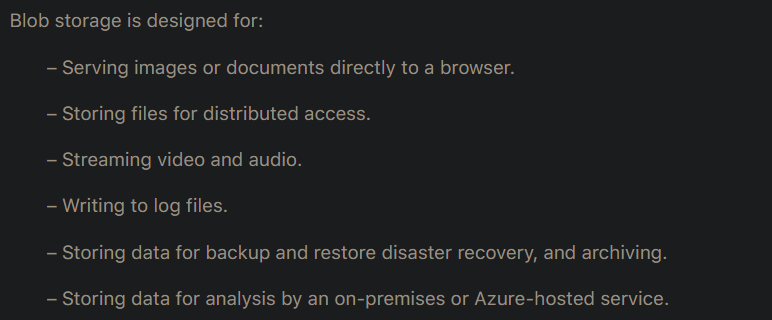 Blob storage is designed for:
– Serving images or documents directly to a browser.
– Storing files for distributed access.
– Streaming video and audio.
– Writing to log files.
– Storing data for backup and restore disaster recovery, and archiving.
– Storing data for analysis by an on-premises or Azure-hosted service.